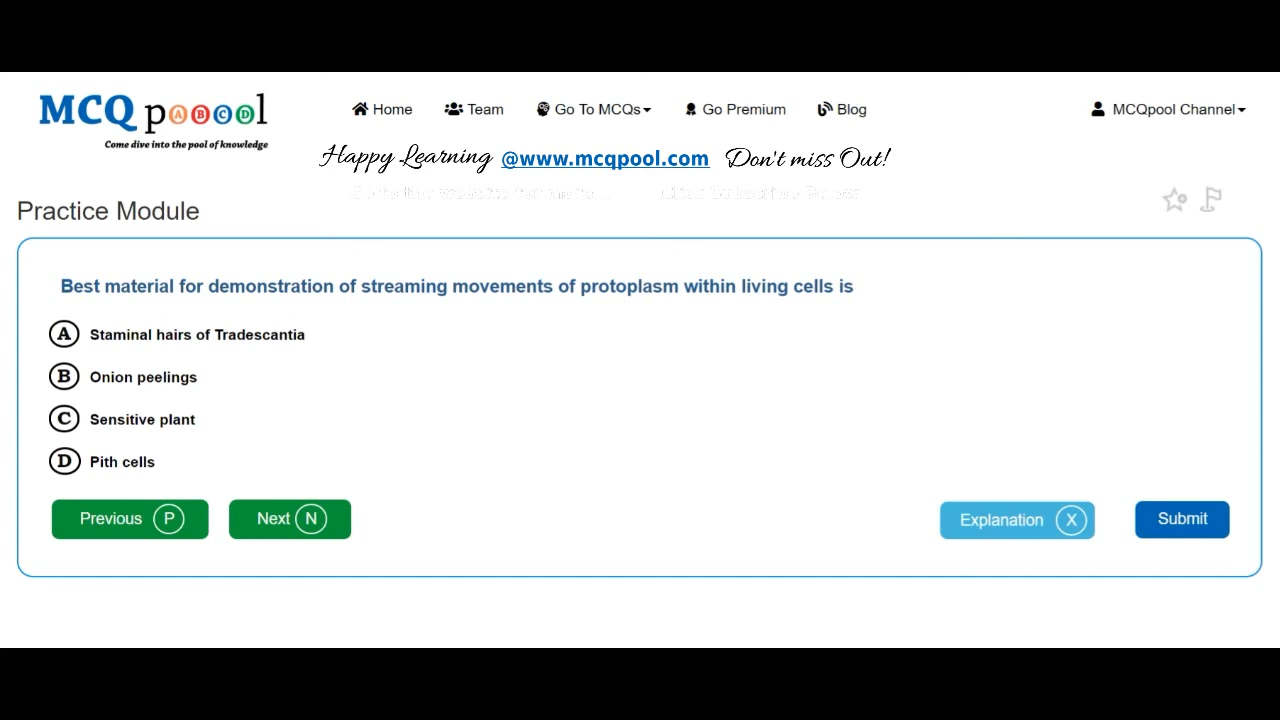 MCQ pABCDl
Come dive into the pool of knowledge
Home Team Go To MCQs Go Premium Blog MCQpool Channel
Happy Learning @www.mcqpool.com Don't miss Out!
Practice Module
Best material for demonstration of streaming movements of protoplasm within living cells is
A Staminal hairs of Tradescantia
B Onion peelings
C Sensitive plant
D Pith cells
Previous P Next N Explanation X Submit